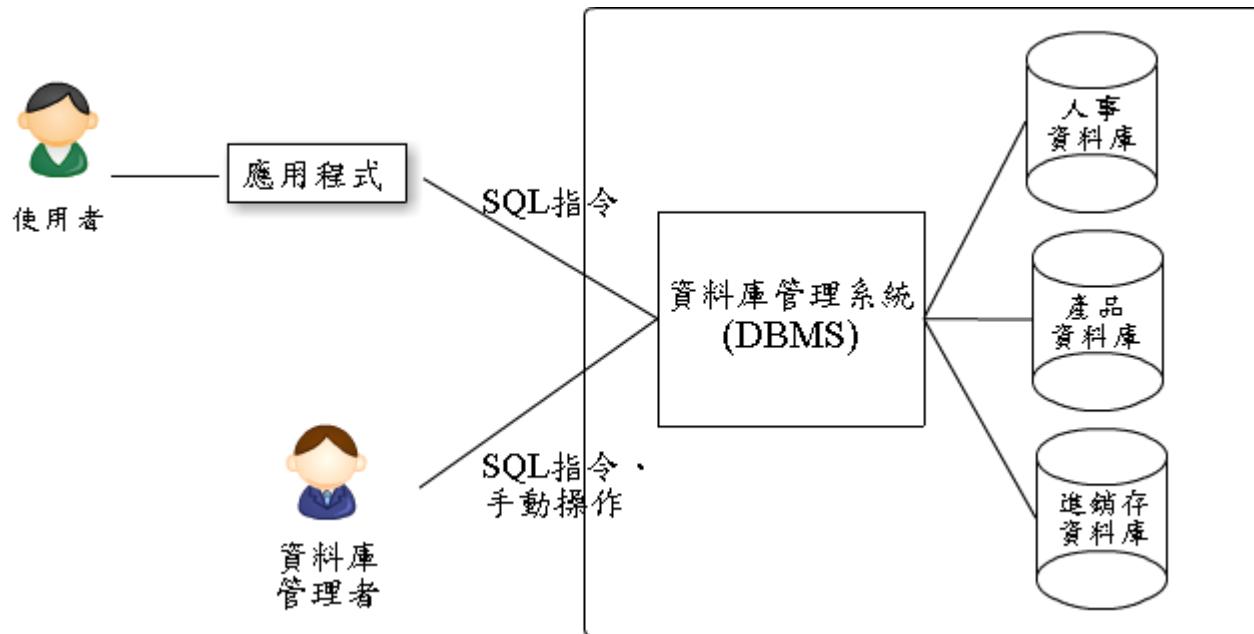 使用者
應用程式
SQL指令
資料庫
管理者
SQL指令、
手動操作
資料庫管理系統
(DBMS)
人事
資料庫
產品
資料庫
進銷存
資料庫